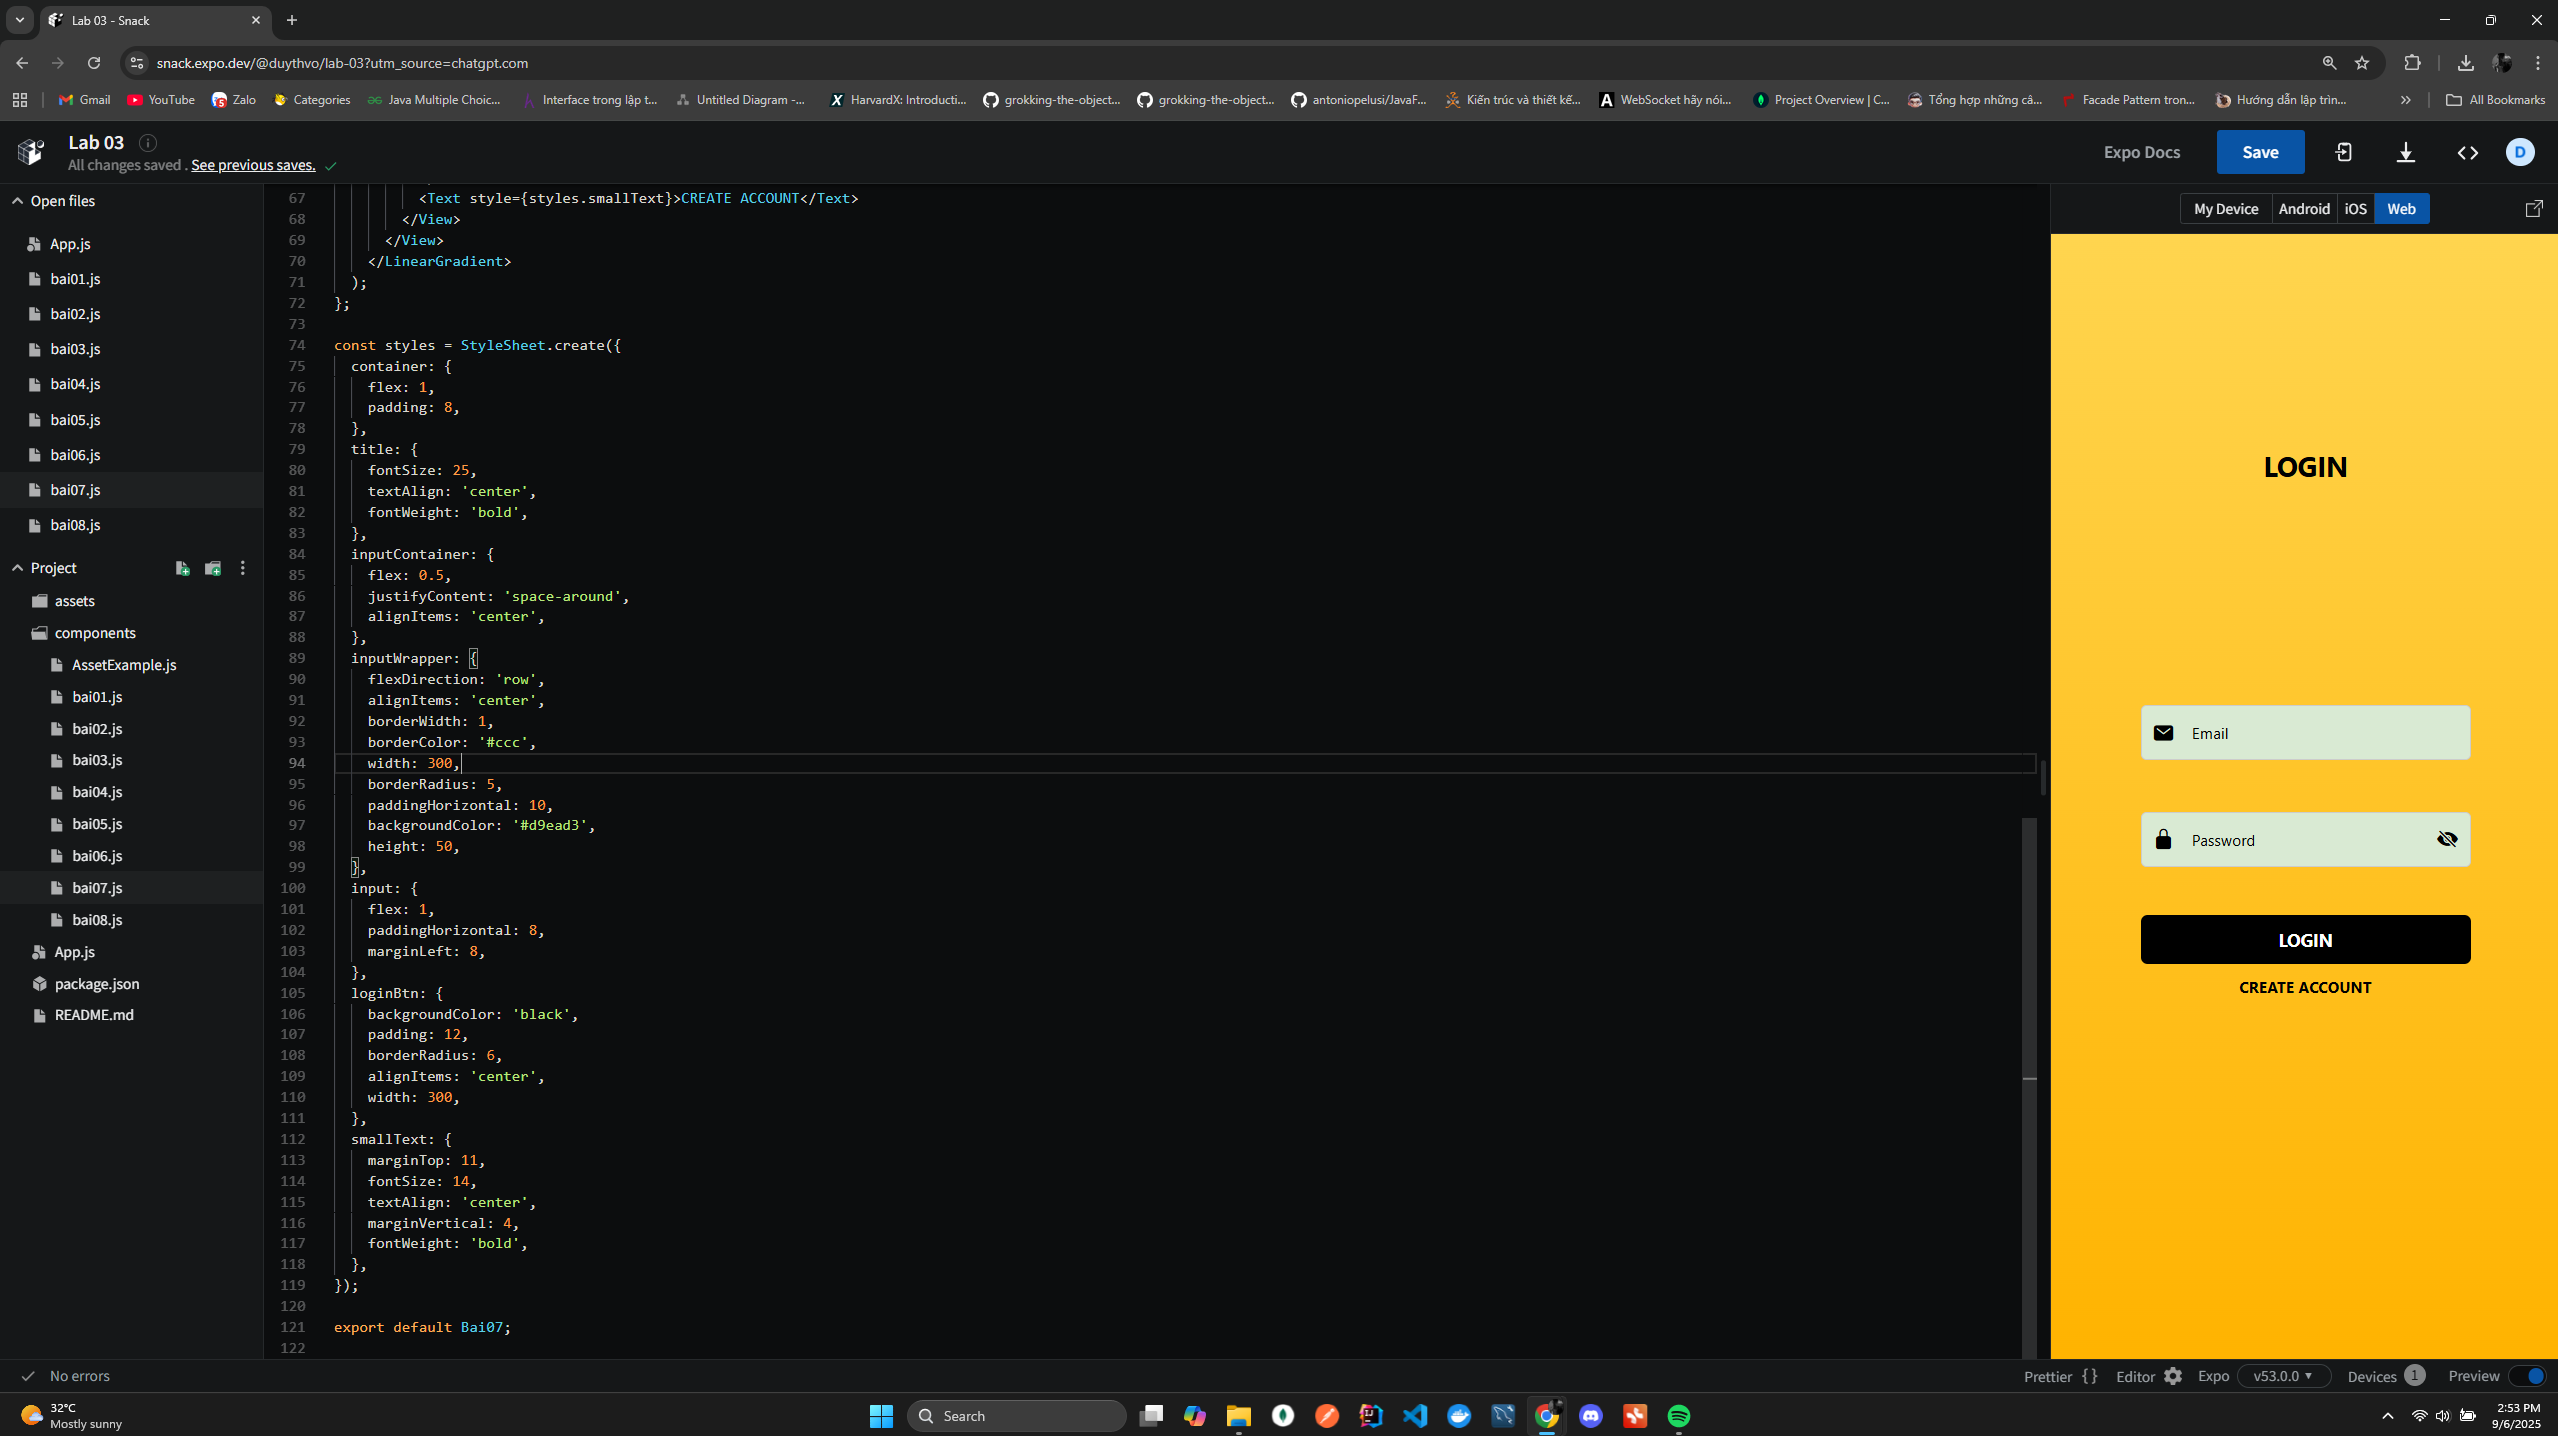 Lab 03 - Snack
snack.expo.dev/@duythvo/lab-03?utm_source=chatgpt.com
Gmail
YouTube
Zalo
Categories
Java Multiple Choic...
Interface trong lập t...
Untitled Diagram -...
HarvardX: Introducti...
grokking-the-object...
grokking-the-object...
antoniopelusi/JavaF...
Kiến trúc và thiết kế...
WebSocket hãy nói...
Project Overview | C...
Tổng hợp những câ...
Facade Pattern tron...
Hướng dẫn lập trìn...
All Bookmarks
Lab 03
All changes saved . See previous saves.
Expo Docs
Save
D
Open files
App.js
bai01.js
bai02.js
bai03.js
bai04.js
bai05.js
bai06.js
bai07.js
bai08.js
Project
assets
components
AssetExample.js
bai01.js
bai02.js
bai03.js
bai04.js
bai05.js
bai06.js
bai07.js
bai08.js
App.js
package.json
README.md
67 <Text style={styles.smallText}>CREATE ACCOUNT</Text>
68 </View>
69 </View>
70 </LinearGradient>
71 );
72 };
73
74 const styles = StyleSheet.create({
75 container: {
76 flex: 1,
77 padding: 8,
78 },
79 title: {
80 fontSize: 25,
81 textAlign: 'center',
82 fontWeight: 'bold',
83 },
84 inputContainer: {
85 flex: 0.5,
86 justifyContent: 'space-around',
87 alignItems: 'center',
88 },
89 inputWrapper: {
90 flexDirection: 'row',
91 alignItems: 'center',
92 borderWidth: 1,
93 borderColor: '#ccc',
94 width: 300,
95 borderRadius: 5,
96 paddingHorizontal: 10,
97 backgroundColor: '#d9ead3',
98 height: 50,
99 },
100 input: {
101 flex: 1,
102 paddingHorizontal: 8,
103 marginLeft: 8,
104 },
105 loginBtn: {
106 backgroundColor: 'black',
107 padding: 12,
108 borderRadius: 6,
109 alignItems: 'center',
110 width: 300,
111 },
112 smallText: {
113 marginTop: 11,
114 fontSize: 14,
115 textAlign: 'center',
116 marginVertical: 4,
117 fontWeight: 'bold',
118 },
119 });
120
121 export default Bai07;
122
My Device
Android
iOS
Web
LOGIN
Email
Password
LOGIN
CREATE ACCOUNT
No errors
Prettier {}
Editor
Expo
v53.0.0
Devices 1
Preview
32°C
Mostly sunny
Search
2:53 PM
9/6/2025